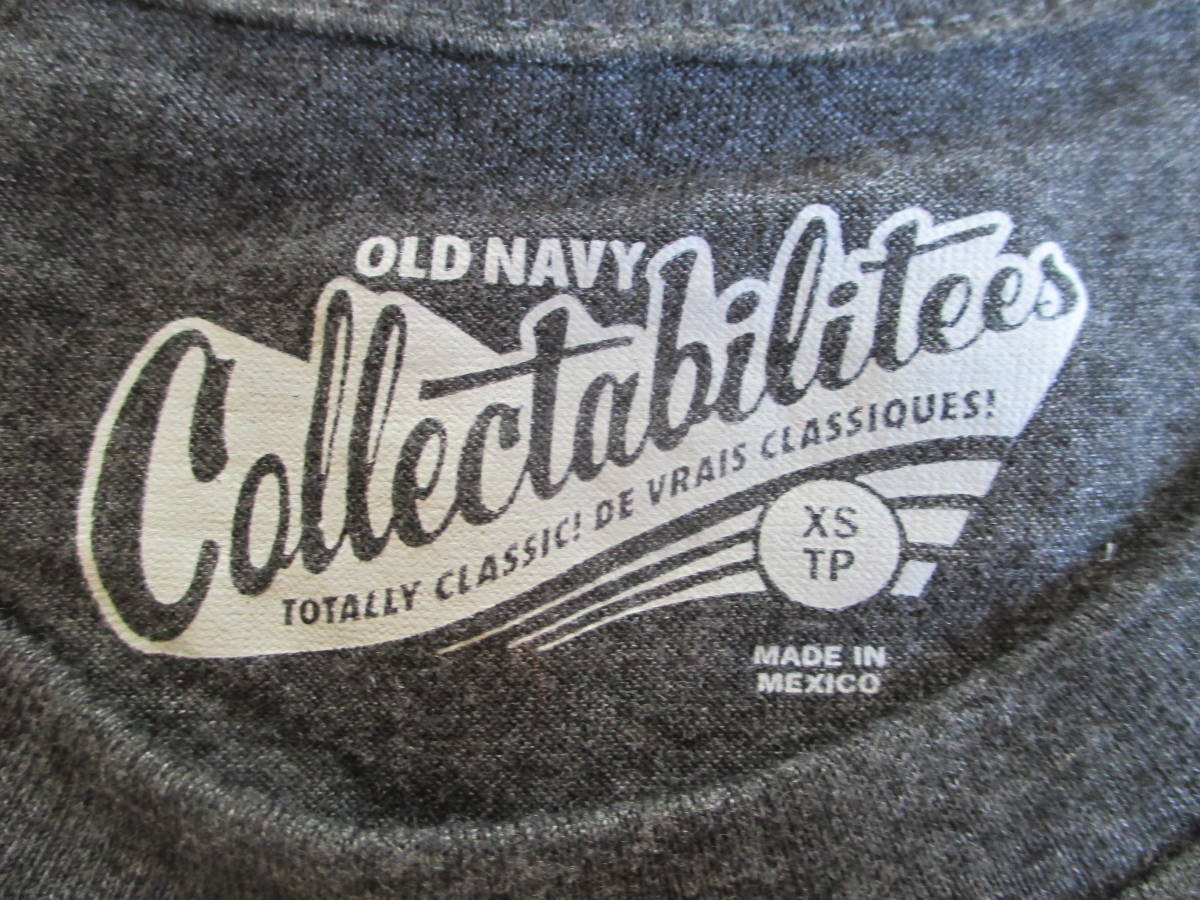 OLD NAVY
Collectabilitees
TOTALLY CLASSIC! DE VRAIS CLASSIQUES!
XS
TP
MADE IN
MEXICO